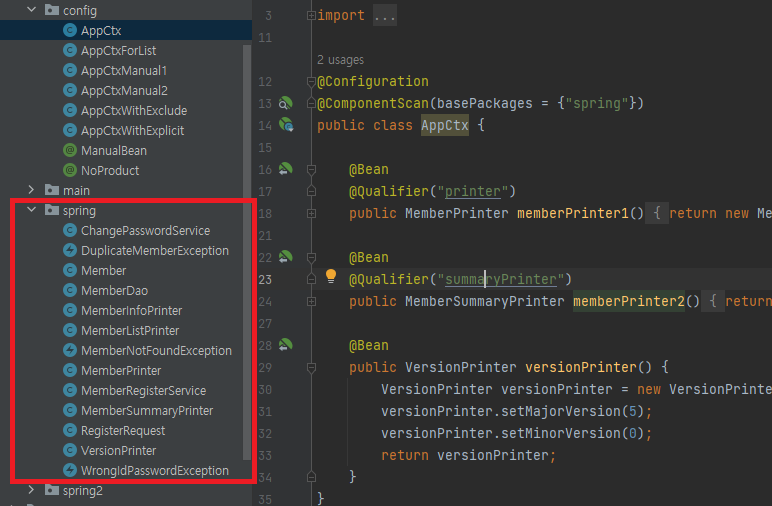 config
AppCtx
AppCtxForList
AppCtxManual1
AppCtxManual2
AppCtxWithExclude
AppCtxWithExplicit
ManualBean
NoProduct
main
spring
ChangePasswordService
DuplicateMemberException
Member
MemberDao
MemberInfoPrinter
MemberListPrinter
MemberNotFoundException
MemberPrinter
MemberRegisterService
MemberSummaryPrinter
RegisterRequest
VersionPrinter
WrongIdPasswordException
spring2
3 import ...
11
2 usages
12 @Configuration
13 @ComponentScan(basePackages = {"spring"})
14 public class AppCtx {
15
16 @Bean
17 @Qualifier("printer")
18 public MemberPrinter memberPrinter1() { return new Me
21
22 @Bean
23 @Qualifier("summaryPrinter")
24 public MemberSummaryPrinter memberPrinter2() { return
27
28 @Bean
29 public VersionPrinter versionPrinter() {
30 VersionPrinter versionPrinter = new VersionPrinte
31 versionPrinter.setMajorVersion(5);
32 versionPrinter.setMinorVersion(0);
33 return versionPrinter;
34 }
35 }